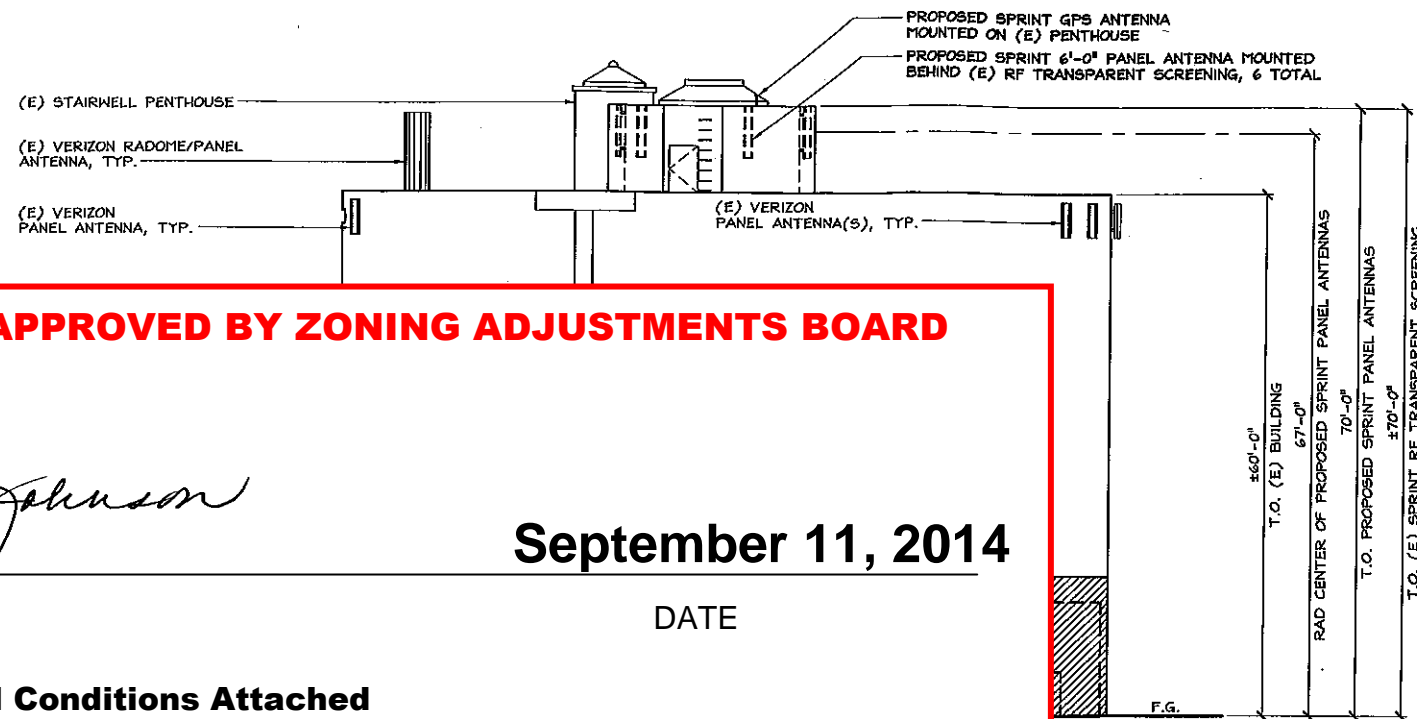 PROPOSED SPRINT GPS ANTENNA
MOUNTED ON (E) PENTHOUSE
PROPOSED SPRINT 6'-0" PANEL ANTENNA MOUNTED
BEHIND (E) RF TRANSPARENT SCREENING, 6 TOTAL
(E) STAIRWELL PENTHOUSE
(E) VERIZON RADOME/PANEL
ANTENNA, TYP.
(E) VERIZON
PANEL ANTENNA, TYP.
(E) VERIZON
PANEL ANTENNA(S), TYP.
±60'-0"
T.O. (E) BUILDING
67'-0"
RAD CENTER OF PROPOSED SPRINT PANEL ANTENNAS
70'-0"
T.O. PROPOSED SPRINT PANEL ANTENNAS
±70'-0"
T.O. (E) SPRINT RF TRANSPARENT SCREENING
APPROVED BY ZONING ADJUSTMENTS BOARD
Johnson
September 11, 2014
DATE
Conditions Attached
F.G.